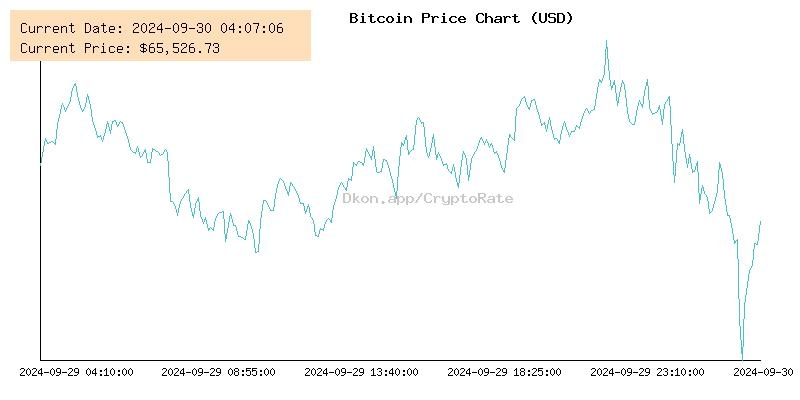 Bitcoin Price Chart (USD)
Current Date: 2024-09-30 04:07:06
Current Price: $65,526.73
Dkon.app/CryptoRate
2024-09-29 04:10:00 2024-09-29 08:55:00 2024-09-29 13:40:00 2024-09-29 18:25:00 2024-09-29 23:10:00 2024-09-30